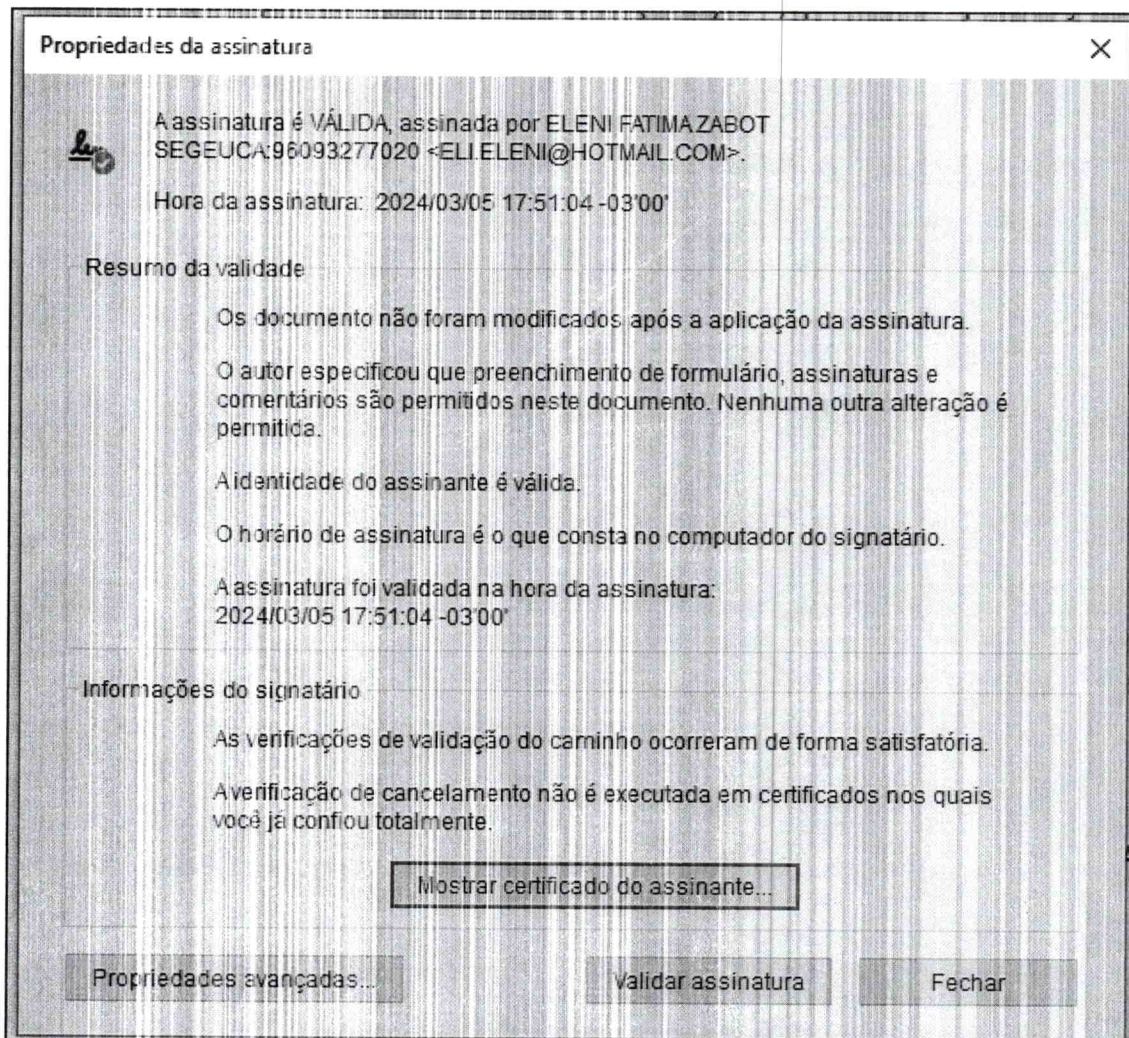 Propriedades da assinatura
A assinatura é VÁLIDA, assinada por ELENI FATIMA ZABOT
SEGEUCA:96093277020 <ELI.ELENI@HOTMAIL.COM>.
Hora da assinatura: 2024/03/05 17:51:04 -03'00'
Resumo da validade
Os documento não foram modificados após a aplicação da assinatura.
O autor especificou que preenchimento de formulário, assinaturas e
comentários são permitidos neste documento. Nenhuma outra alteração é
permitida.
A identidade do assinante é válida.
O horário de assinatura é o que consta no computador do signatário.
A assinatura foi validada na hora da assinatura:
2024/03/05 17:51:04 -03'00'
Informações do signatário
As verificações de validação do caminho ocorreram de forma satisfatória.
A verificação de cancelamento não é executada em certificados nos quais
você já confiou totalmente.
Mostrar certificado do assinante...
Propriedades avançadas...
Validar assinatura
Fechar